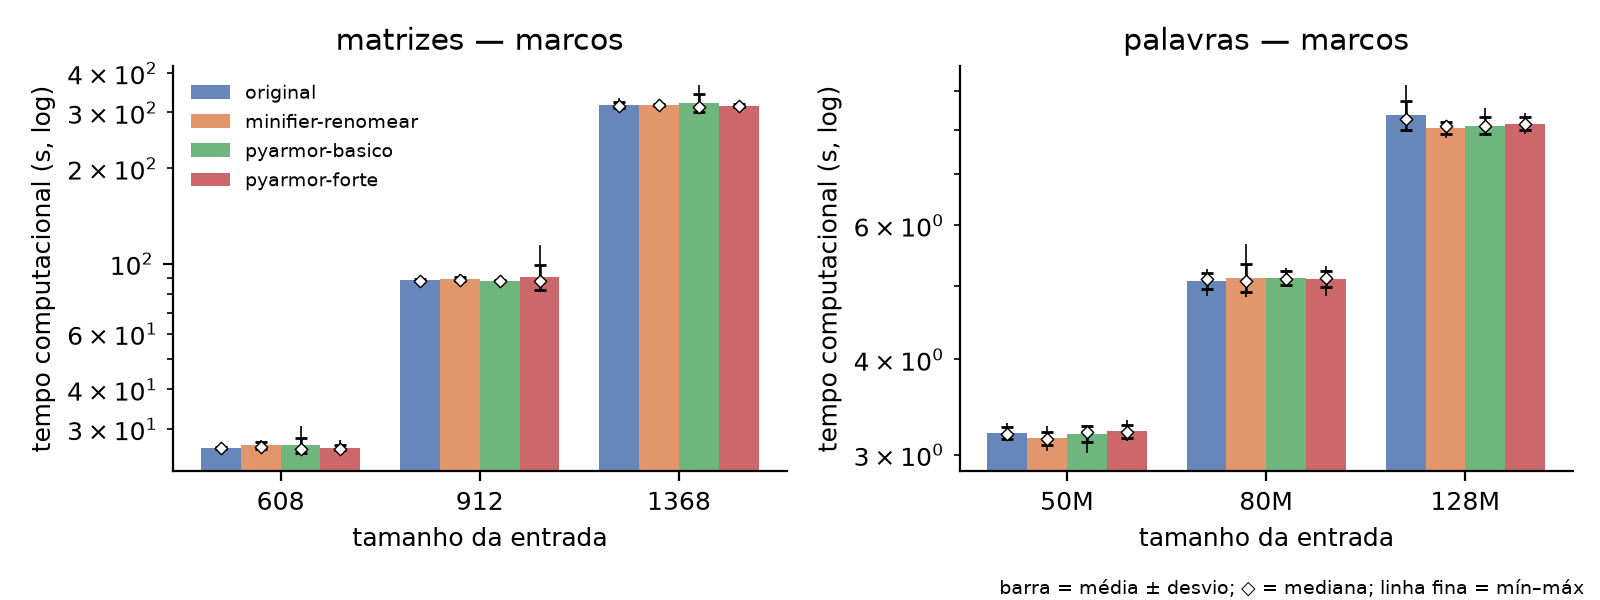 matrizes — marcos
tempo computacional (s, log)
4 × 10²
3 × 10²
2 × 10²
10²
6 × 10¹
4 × 10¹
3 × 10¹
original
minifier-renomear
pyarmor-basico
pyarmor-forte
608
912
1368
tamanho da entrada
palavras — marcos
tempo computacional (s, log)
6 × 10⁰
4 × 10⁰
3 × 10⁰
50M
80M
128M
tamanho da entrada
barra = média ± desvio; ◇ = mediana; linha fina = mín–máx